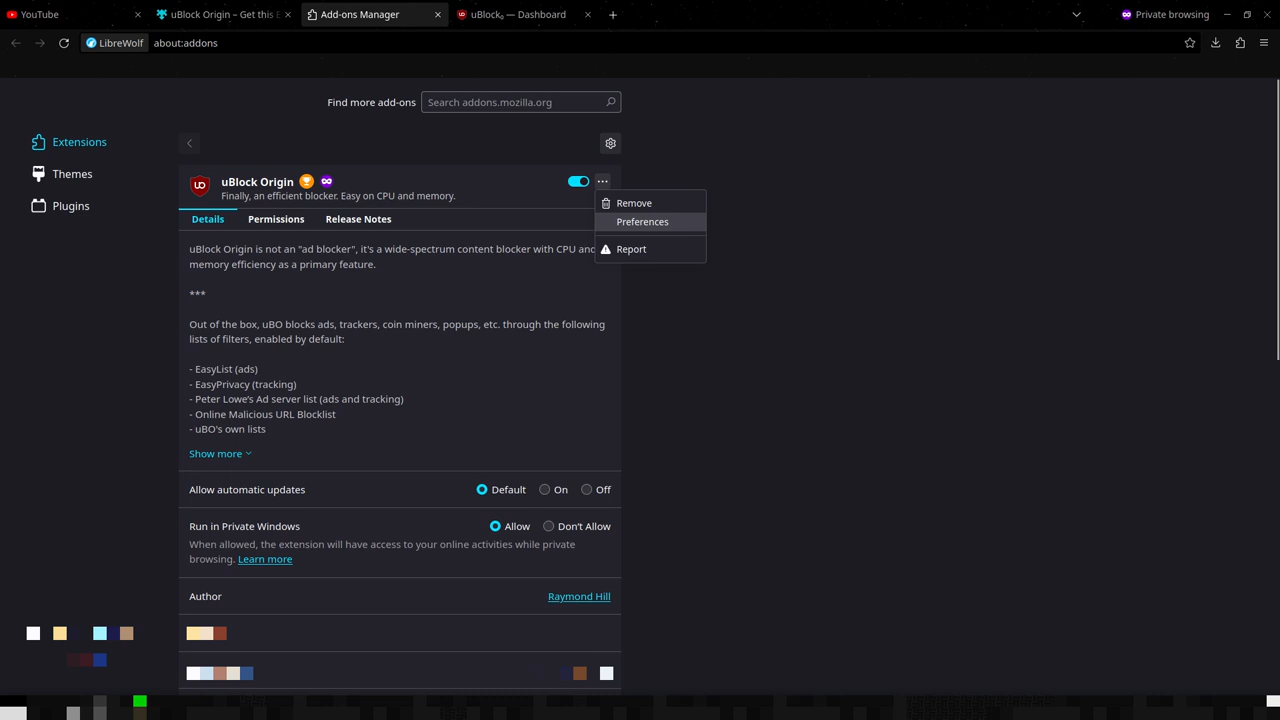 YouTube
uBlock Origin – Get this E
Add-ons Manager
uBlock₀ — Dashboard
Private browsing
LibreWolf
about:addons
Find more add-ons
Search addons.mozilla.org
Extensions
Themes
Plugins
uBlock Origin
Finally, an efficient blocker. Easy on CPU and memory.
Remove
Preferences
Report
Details
Permissions
Release Notes
uBlock Origin is not an "ad blocker", it's a wide-spectrum content blocker with CPU and
memory efficiency as a primary feature.
***
Out of the box, uBO blocks ads, trackers, coin miners, popups, etc. through the following
lists of filters, enabled by default:
- EasyList (ads)
- EasyPrivacy (tracking)
- Peter Lowe’s Ad server list (ads and tracking)
- Online Malicious URL Blocklist
- uBO's own lists
Show more
Allow automatic updates
Default
On
Off
Run in Private Windows
Allow
Don’t Allow
When allowed, the extension will have access to your online activities while private
browsing. Learn more
Author
Raymond Hill